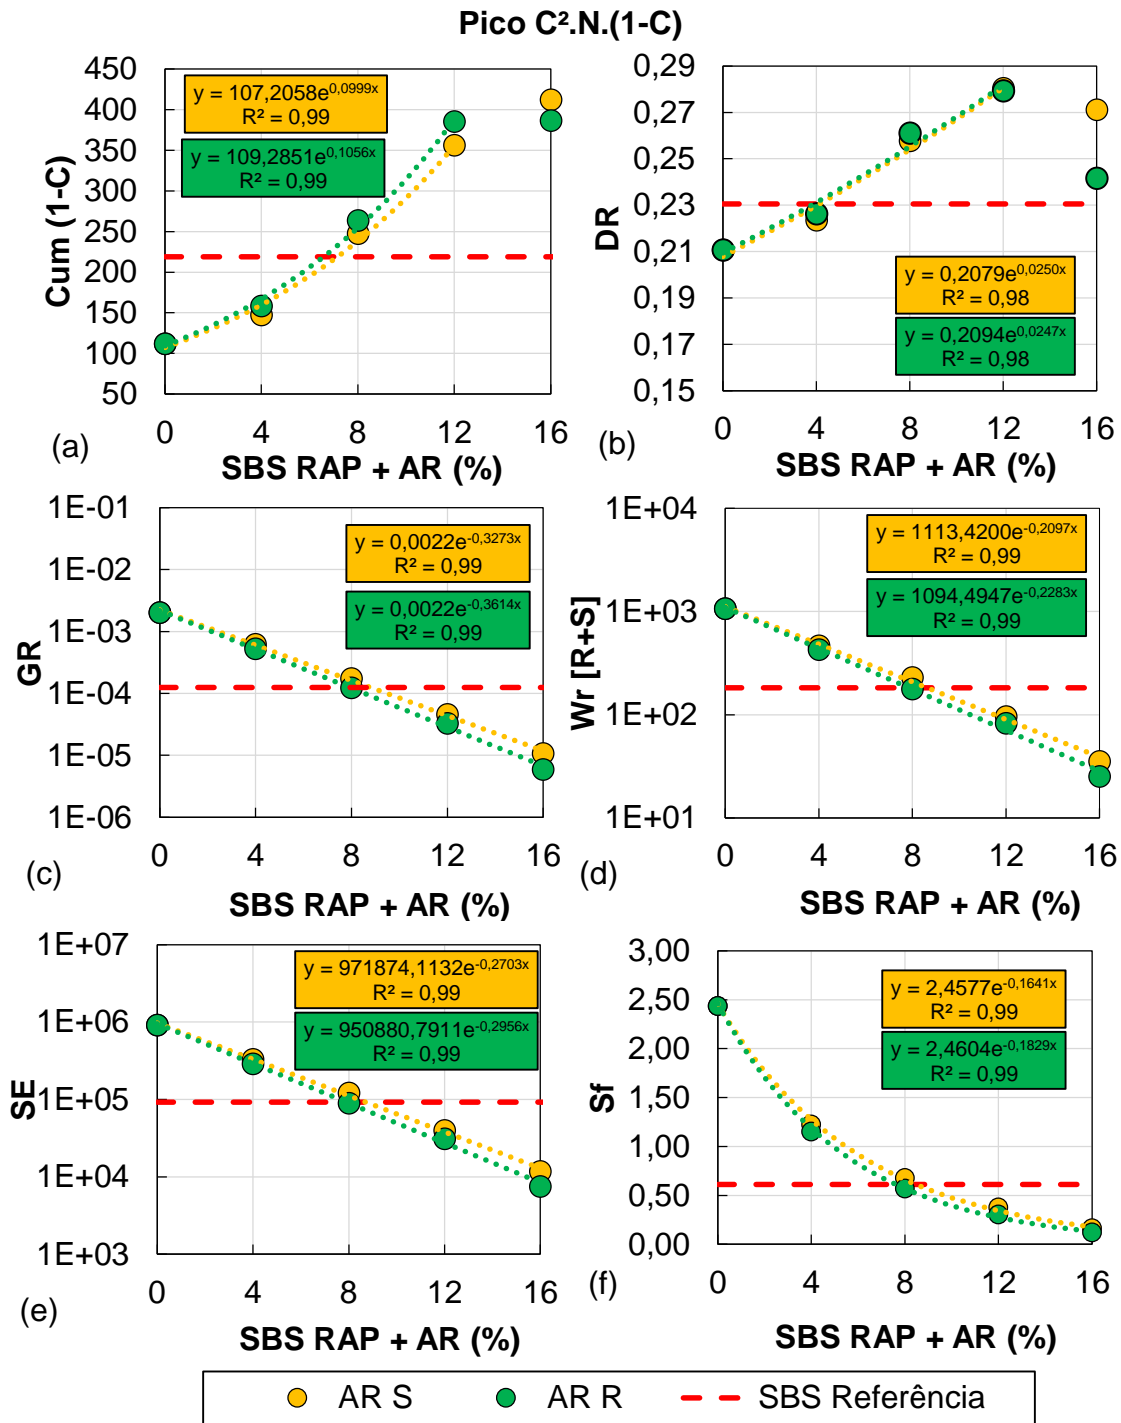 Pico C².N.(1-C)
450
400
350
300
250
200
150
100
50
Cum (1-C)
y = 107,2058e^0,0999x
R² = 0,99
y = 109,2851e^0,1056x
R² = 0,99
0 4 8 12 16
(a)
SBS RAP + AR (%)
0,29
0,27
0,25
0,23
0,21
0,19
0,17
0,15
DR
y = 0,2079e^0,0250x
R² = 0,98
y = 0,2094e^0,0247x
R² = 0,98
0 4 8 12 16
(b)
SBS RAP + AR (%)
1E-01
1E-02
1E-03
1E-04
1E-05
1E-06
GR
y = 0,0022e^-0,3273x
R² = 0,99
y = 0,0022e^-0,3614x
R² = 0,99
0 4 8 12 16
(c)
SBS RAP + AR (%)
1E+04
1E+03
1E+02
1E+01
Wr [R+S]
y = 1113,4200e^-0,2097x
R² = 0,99
y = 1094,4947e^-0,2283x
R² = 0,99
0 4 8 12 16
(d)
SBS RAP + AR (%)
1E+07
1E+06
1E+05
1E+04
1E+03
SE
y = 971874,1132e^-0,2703x
R² = 0,99
y = 950880,7911e^-0,2956x
R² = 0,99
0 4 8 12 16
(e)
SBS RAP + AR (%)
3,00
2,50
2,00
1,50
1,00
0,50
0,00
Sf
y = 2,4577e^-0,1641x
R² = 0,99
y = 2,4604e^-0,1829x
R² = 0,99
0 4 8 12 16
(f)
SBS RAP + AR (%)
AR S AR R SBS Referência